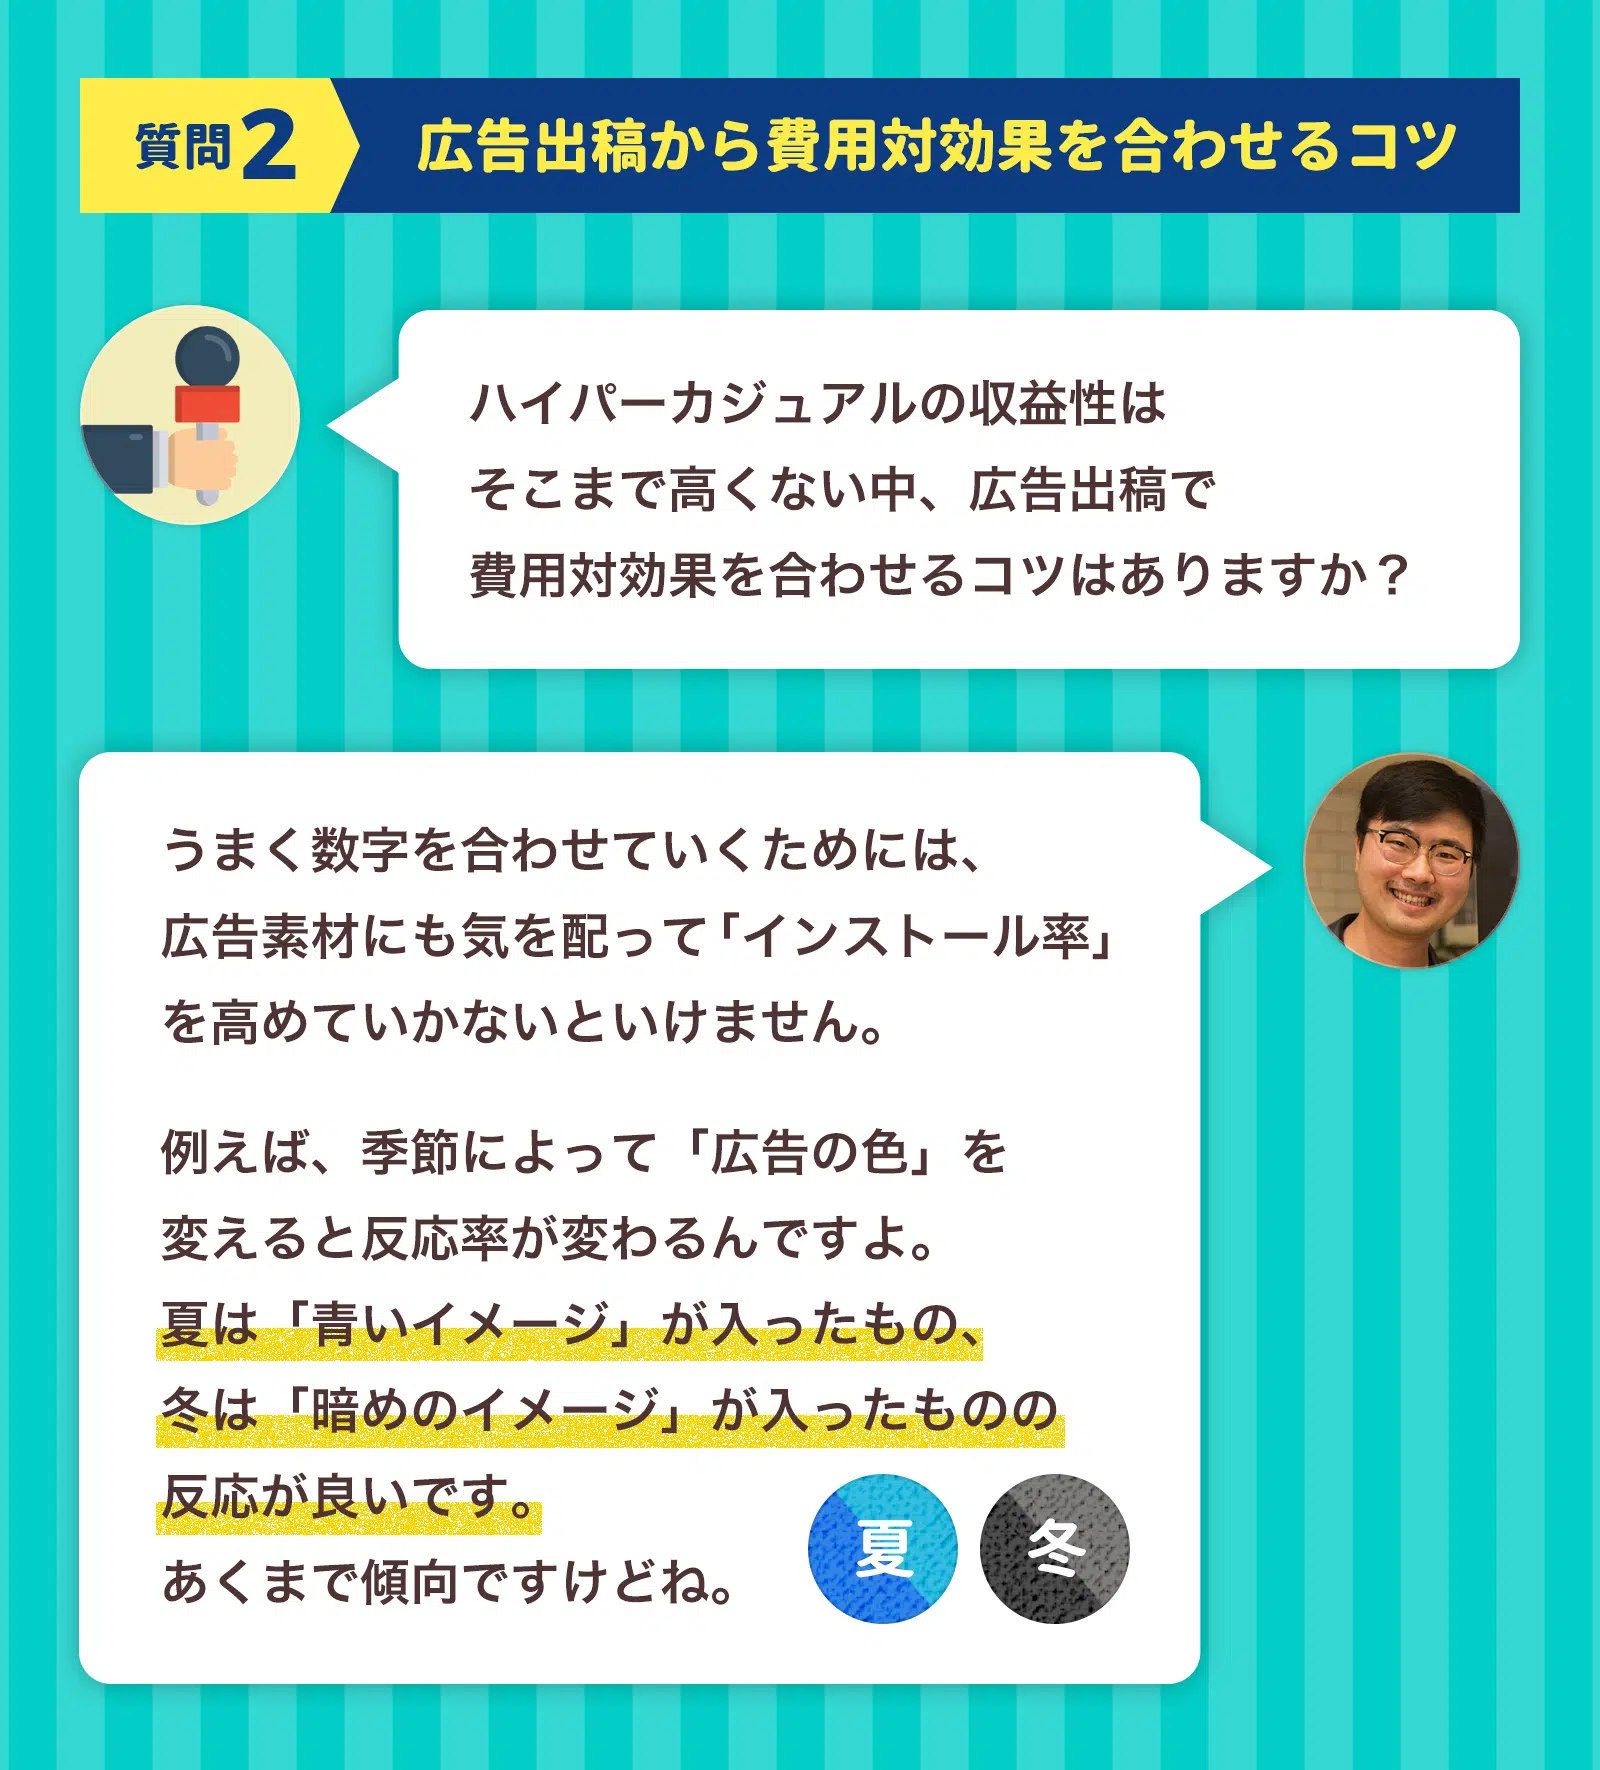 質問2
広告出稿から費用対効果を合わせるコツ
ハイパーカジュアルの収益性は
そこまで高くない中、広告出稿で
費用対効果を合わせるコツはありますか？
うまく数字を合わせていくためには、
広告素材にも気を配って「インストール率」
を高めていかないといけません。
例えば、季節によって「広告の色」を
変えると反応率が変わるんですよ。
夏は「青いイメージ」が入ったもの、
冬は「暗めのイメージ」が入ったものの
反応が良いです。
あくまで傾向ですけどね。
夏
冬